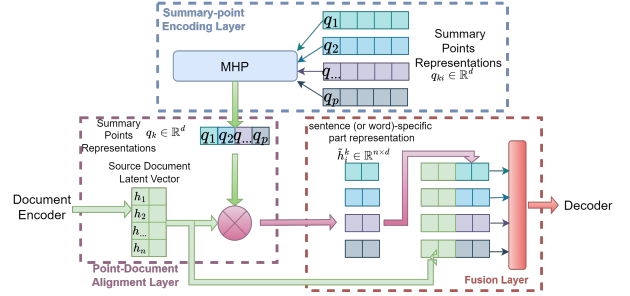 Summary-point
Encoding Layer
q₁
q₂
q...
qₚ
Summary
Points
Representations
qₖᵢ ∈ ℝᵈ
MHP
Summary
Points
Representations
qₖ ∈ ℝᵈ
q₁ q₂ q... qₚ
Source Document
Latent Vector
h₁
h₂
h...
hₙ
Document
Encoder
Point-Document
Alignment Layer
sentence (or word)-specific
part representation
h̃ᵢᵏ ∈ ℝⁿˣᵈ
Decoder
Fusion Layer